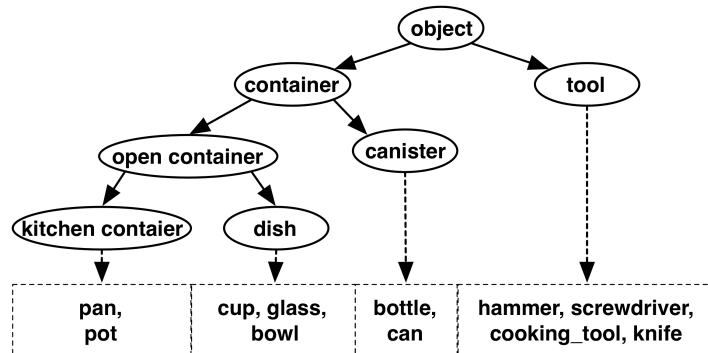 object
container
tool
open container
canister
kitchen contaier
dish
pan,
pot
cup, glass,
bowl
bottle,
can
hammer, screwdriver,
cooking_tool, knife